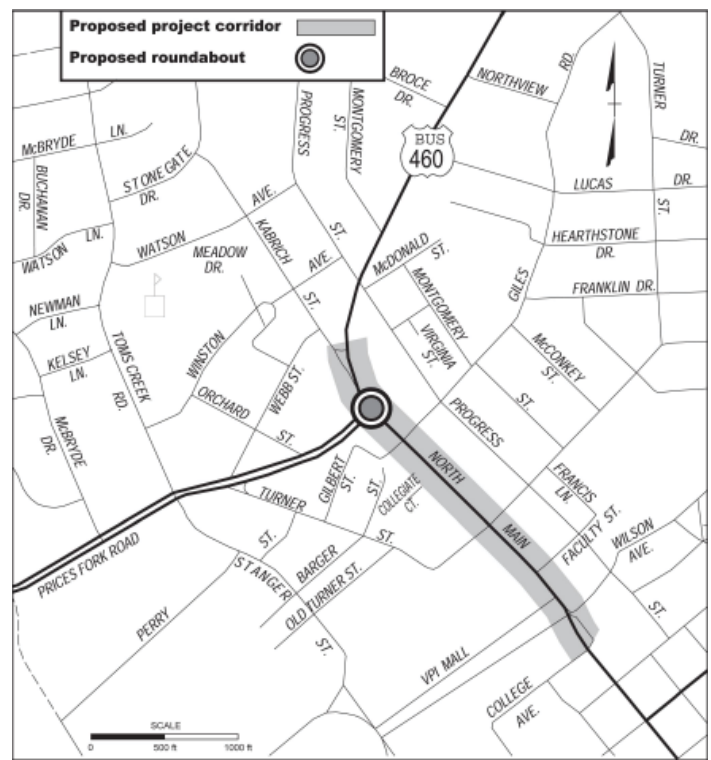 Proposed project corridor
Proposed roundabout
BROCE
DR.
NORTHVIEW
RD.
TURNER
ST.
PROGRESS
ST.
MONTGOMERY
ST.
BUS
460
McBRYDE LN.
BUCHANAN
DR.
STONE GATE
DR.
DR.
LUCAS DR.
WATSON LN.
WATSON AVE.
KABRICH
ST.
MEADOW
DR.
AVE.
McDONALD
ST.
HEARTHSTONE
DR.
GILES
FRANKLIN DR.
NEWMAN
LN.
TOMS CREEK
RD.
WINSTON
MONTGOMERY
ST.
VIRGINIA
ST.
McCONKEY
ST.
KELSEY
LN.
WEBB ST.
ORCHARD
ST.
McBRYDE
DR.
PROGRESS
ST.
NORTH
MAIN
GILBERT
ST.
ST.
COLLEGIATE
CT.
FRANCIS
LN.
TURNER
ST.
FACULTY ST.
WILSON
AVE.
PRICES FORK ROAD
ST.
STANGER
ST.
BARGER
OLD TURNER ST.
PERRY
VPI MALL
COLLEGE
AVE.
SCALE
0 500 ft 1000 ft